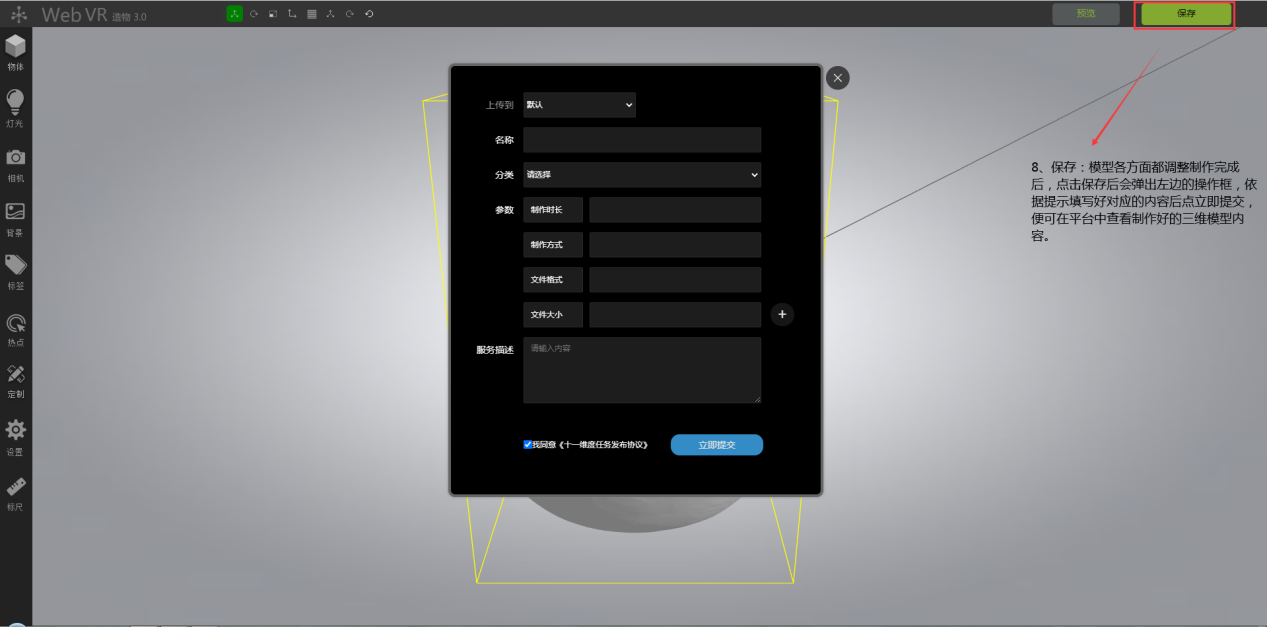 Web VR 造物 3.0
预览
保存
物体
灯光
相机
背景
标签
热点
定制
设置
标尺
上传到 默认
名称
分类 请选择
参数 制作时长
制作方式
文件格式
文件大小
服务描述 请输入内容
我同意《十一维度任务发布协议》 立即提交
8、保存：模型各方面都调整制作完成
后，点击保存后会弹出左边的操作框，依
据提示填写好对应的内容后点立即提交，
便可在平台中查看制作好的三维模型内
容。